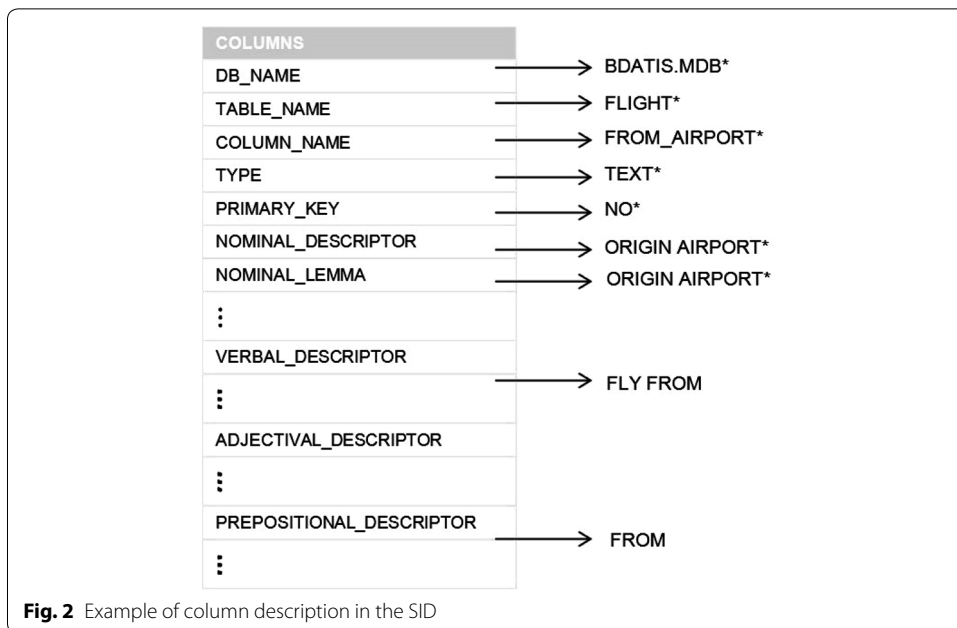 COLUMNS
DB_NAME BDATIS.MDB*
TABLE_NAME FLIGHT*
COLUMN_NAME FROM_AIRPORT*
TYPE TEXT*
PRIMARY_KEY NO*
NOMINAL_DESCRIPTOR ORIGIN AIRPORT*
NOMINAL_LEMMA ORIGIN AIRPORT*
⋮
VERBAL_DESCRIPTOR FLY FROM
⋮
ADJECTIVAL_DESCRIPTOR
⋮
PREPOSITIONAL_DESCRIPTOR FROM
⋮
Fig. 2 Example of column description in the SID